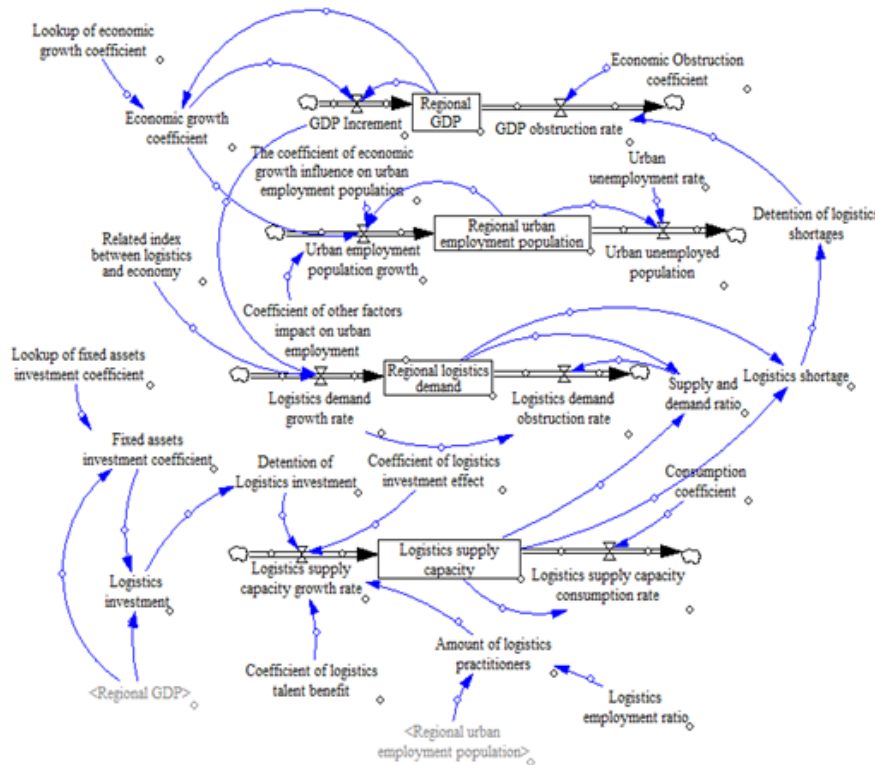 Lookup of economic
growth coefficient
Economic Obstruction
coefficient
Regional
GDP
Economic growth
coefficient
GDP Increment
GDP obstruction rate
The coefficient of economic
growth influence on urban
employment population
Urban
unemployment rate
Related index
between logistics
and economy
Regional urban
employment population
Detention of logistics
shortages
Urban employment
population growth
Urban unemployed
population
Coefficient of other factors
impact on urban
employment
Lookup of fixed assets
investment coefficient
Regional logistics
demand
Logistics demand
growth rate
Logistics demand
obstruction rate
Supply and
demand ratio
Logistics shortage
Fixed assets
investment coefficient
Detention of
Logistics investment
Coefficient of logistics
investment effect
Consumption
coefficient
Logistics supply
capacity
Logistics supply
capacity growth rate
Logistics supply capacity
consumption rate
Logistics
investment
Coefficient of logistics
talent benefit
Amount of logistics
practitioners
<Regional GDP>
Logistics
employment ratio
<Regional urban
employment population>